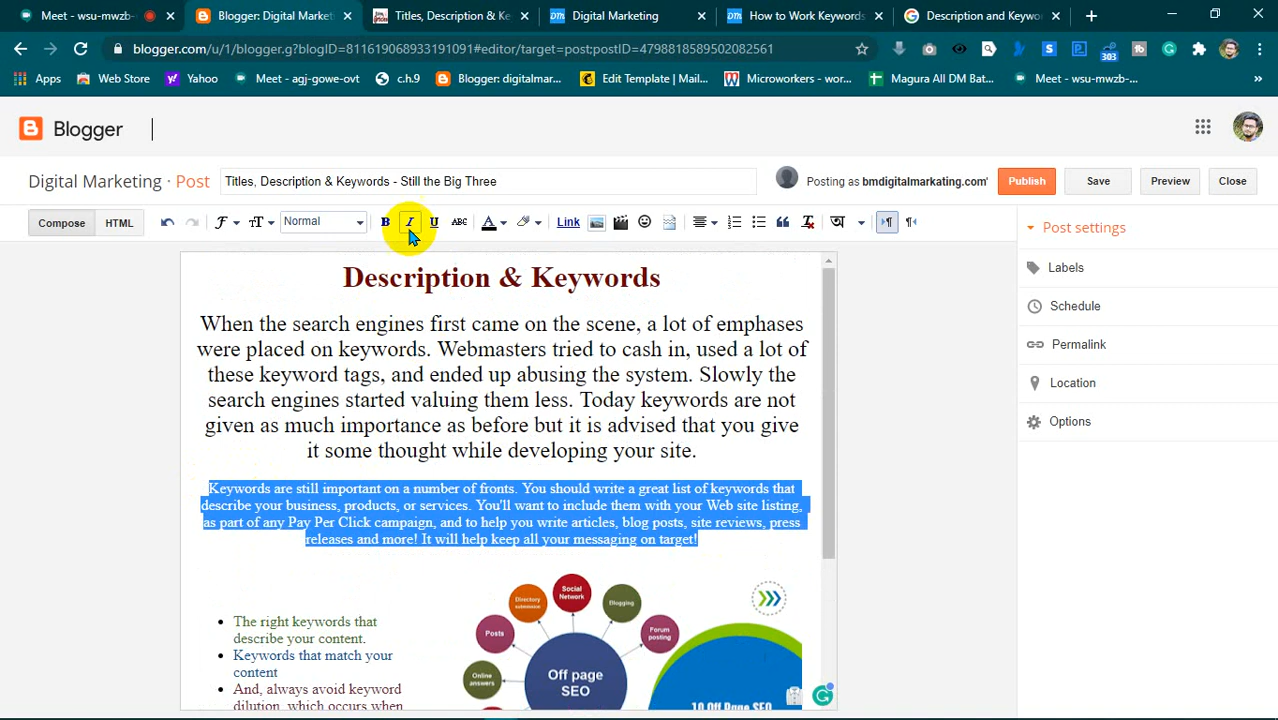 Meet - wsu-mwzb- Blogger: Digital Market Titles, Description & Ke Digital Marketing How to Work Keywords Description and Keywo
blogger.com/u/1/blogger.g?blogID=811619068933191091#editor/target=post;postID=4798818589502082561
303
Apps Web Store Yahoo Meet - agj-gowe-ovt c.h.9 Blogger: digitalmar... Edit Template | Mail... Microworkers - wor... Magura All DM Bat... Meet - wsu-mwzb-... »
Blogger
Digital Marketing · Post Titles, Description & Keywords - Still the Big Three Posting as bmdigitalmarkating.com' Publish Save Preview Close
Compose HTML Normal B I U ABC A Link
Post settings
Labels
Schedule
Permalink
Location
Options
Description & Keywords
When the search engines first came on the scene, a lot of emphases
were placed on keywords. Webmasters tried to cash in, used a lot of
these keyword tags, and ended up abusing the system. Slowly the
search engines started valuing them less. Today keywords are not
given as much importance as before but it is advised that you give
it some thought while developing your site.
Keywords are still important on a number of fronts. You should write a great list of keywords that
describe your business, products, or services. You'll want to include them with your Web site listing,
as part of any Pay Per Click campaign, and to help you write articles, blog posts, site reviews, press
releases and more! It will help keep all your messaging on target!
• The right keywords that
describe your content.
• Keywords that match your
content
• And, always avoid keyword
dilution, which occurs when
Social
Network
Directory
submission
Blogging
Posts
Forum
posting
Online
answers
Off page
SEO
10 Off Page SEO